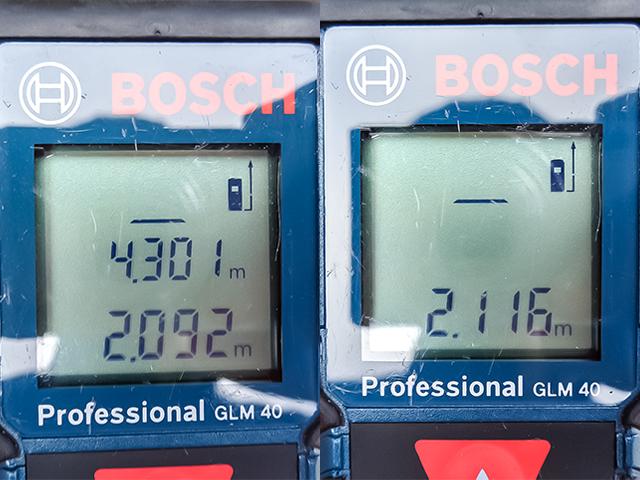 BOSCH
4.301 m
2.092 m
Professional GLM 40
BOSCH
2.116 m
Professional GLM 40